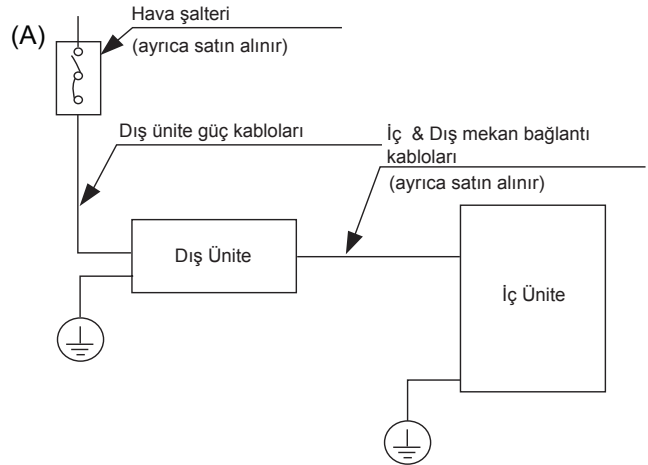 (A)
Hava şalteri
(ayrıca satın alınır)
Dış ünite güç kabloları
İç & Dış mekan bağlantı
kabloları
(ayrıca satın alınır)
Dış Ünite
İç Ünite